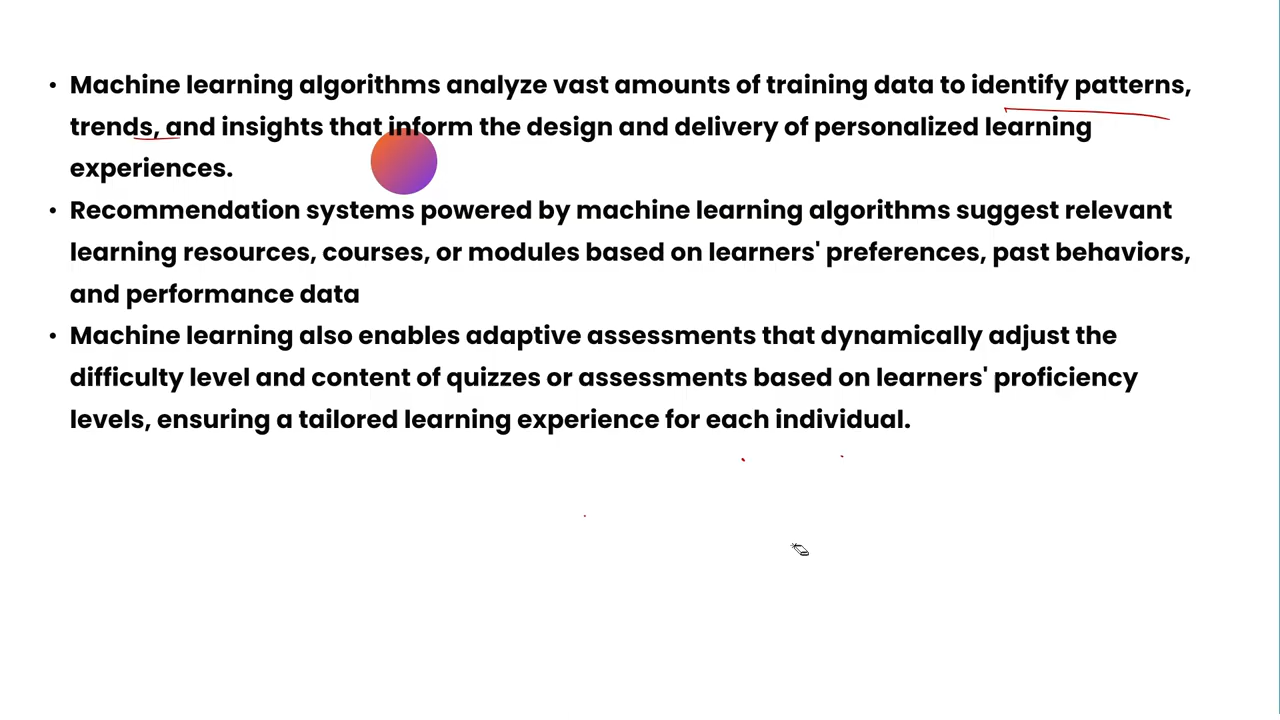 • Machine learning algorithms analyze vast amounts of training data to identify patterns,
trends, and insights that inform the design and delivery of personalized learning
experiences.
• Recommendation systems powered by machine learning algorithms suggest relevant
learning resources, courses, or modules based on learners' preferences, past behaviors,
and performance data
• Machine learning also enables adaptive assessments that dynamically adjust the
difficulty level and content of quizzes or assessments based on learners' proficiency
levels, ensuring a tailored learning experience for each individual.